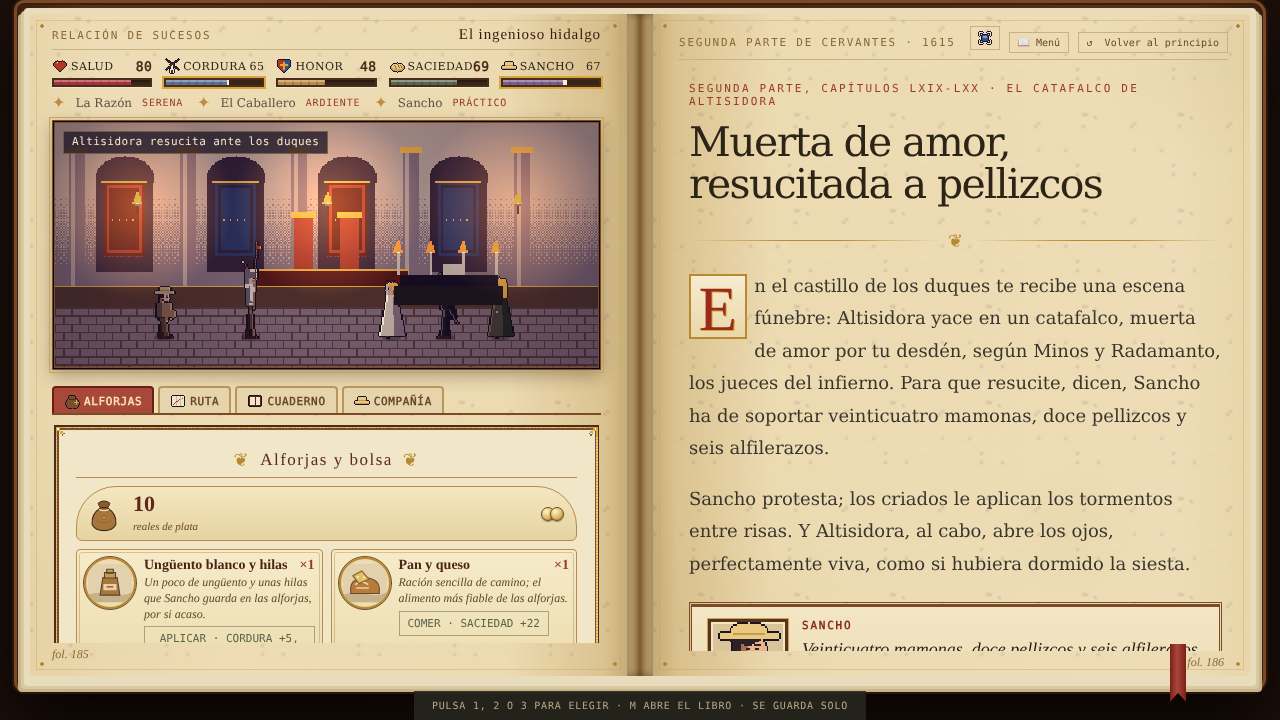 RELACIÓN DE SUCESOS
El ingenioso hidalgo
SALUD 80
CORDURA 65
HONOR 48
SACIEDAD 69
SANCHO 67
La Razón SERENA
El Caballero ARDIENTE
Sancho PRÁCTICO
Altisidora resucita ante los duques
ALFORJAS
RUTA
CUADERNO
COMPAÑÍA
Alforjas y bolsa
10
reales de plata
Ungüento blanco y hilas ×1
Un poco de ungüento y unas hilas
que Sancho guarda en las alforjas,
por si acaso.
APLICAR · CORDURA +5,
Pan y queso ×1
Ración sencilla de camino; el
alimento más fiable de las alforjas.
COMER · SACIEDAD +22
fol. 185
SEGUNDA PARTE DE CERVANTES · 1615
Menú
Volver al principio
SEGUNDA PARTE, CAPÍTULOS LXIX-LXX · EL CATAFALCO DE
ALTISIDORA
Muerta de amor,
resucitada a pellizcos
En el castillo de los duques te recibe una escena
fúnebre: Altisidora yace en un catafalco, muerta
de amor por tu desdén, según Minos y Radamanto,
los jueces del infierno. Para que resucite, dicen, Sancho
ha de soportar veinticuatro mamonas, doce pellizcos y
seis alfilerazos.
Sancho protesta; los criados le aplican los tormentos
entre risas. Y Altisidora, al cabo, abre los ojos,
perfectamente viva, como si hubiera dormido la siesta.
SANCHO
Veinticuatro mamonas, doce pellizcos y seis alfilerazos
fol. 186
PULSA 1, 2 O 3 PARA ELEGIR · M ABRE EL LIBRO · SE GUARDA SOLO